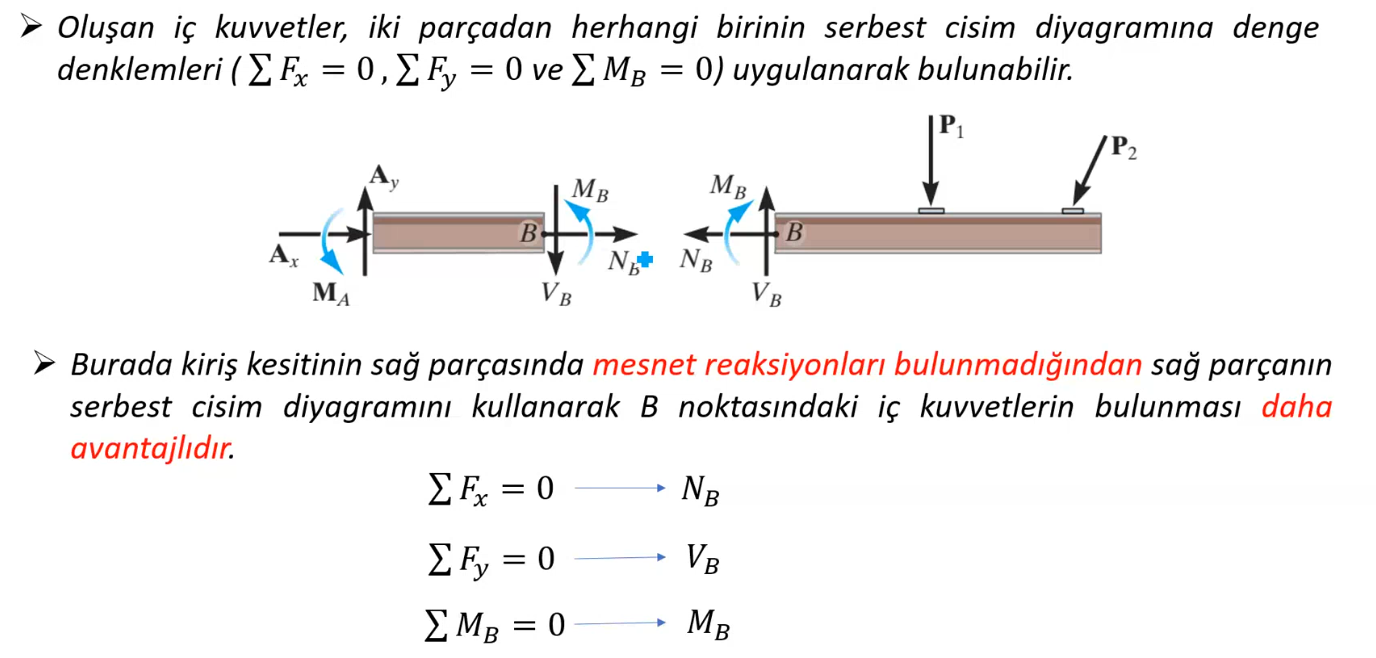 ➢ Oluşan iç kuvvetler, iki parçadan herhangi birinin serbest cisim diyagramına denge
denklemleri ( ∑ Fx = 0 , ∑ Fy = 0 ve ∑ MB = 0) uygulanarak bulunabilir.
P1
P2
Ay
MB
MB
B
B
Ax
NB
NB
MA
VB
VB
➢ Burada kiriş kesitinin sağ parçasında mesnet reaksiyonları bulunmadığından sağ parçanın
serbest cisim diyagramını kullanarak B noktasındaki iç kuvvetlerin bulunması daha
avantajlıdır.
∑ Fx = 0 → NB
∑ Fy = 0 → VB
∑ MB = 0 → MB